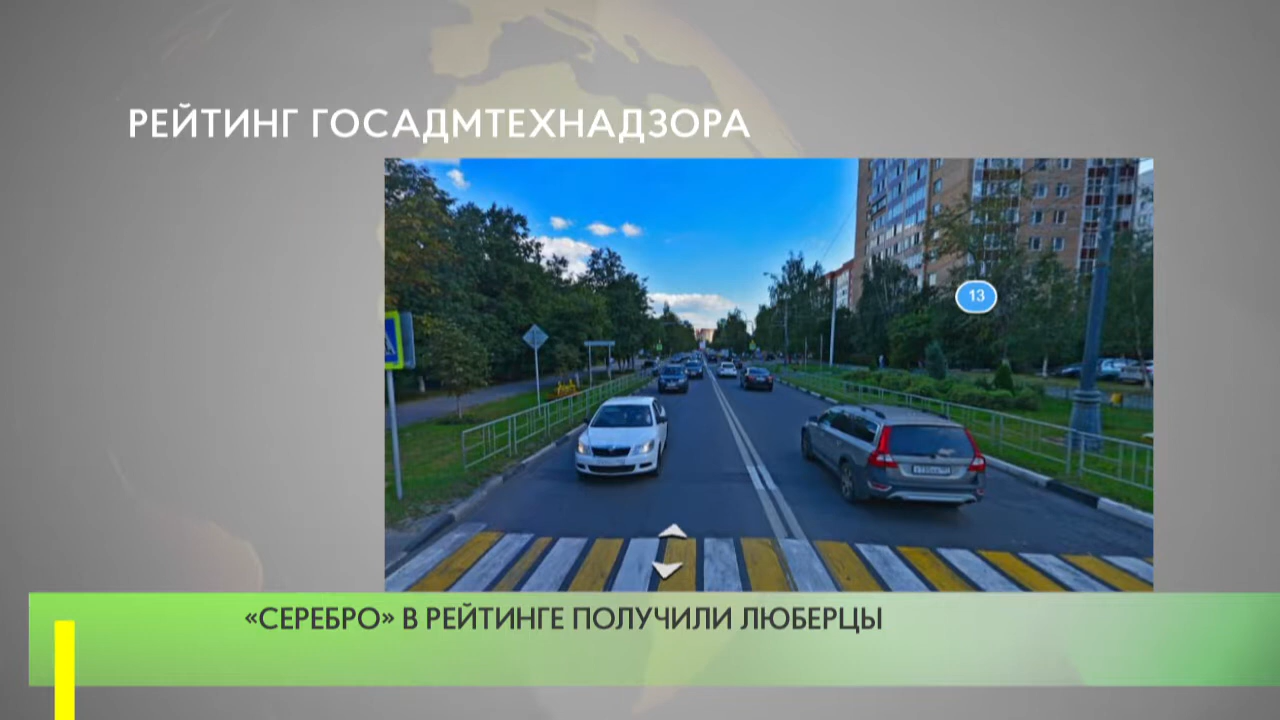 РЕЙТИНГ ГОСАДМТЕХНАДЗОРА
13
«СЕРЕБРО» В РЕЙТИНГЕ ПОЛУЧИЛИ ЛЮБЕРЦЫ